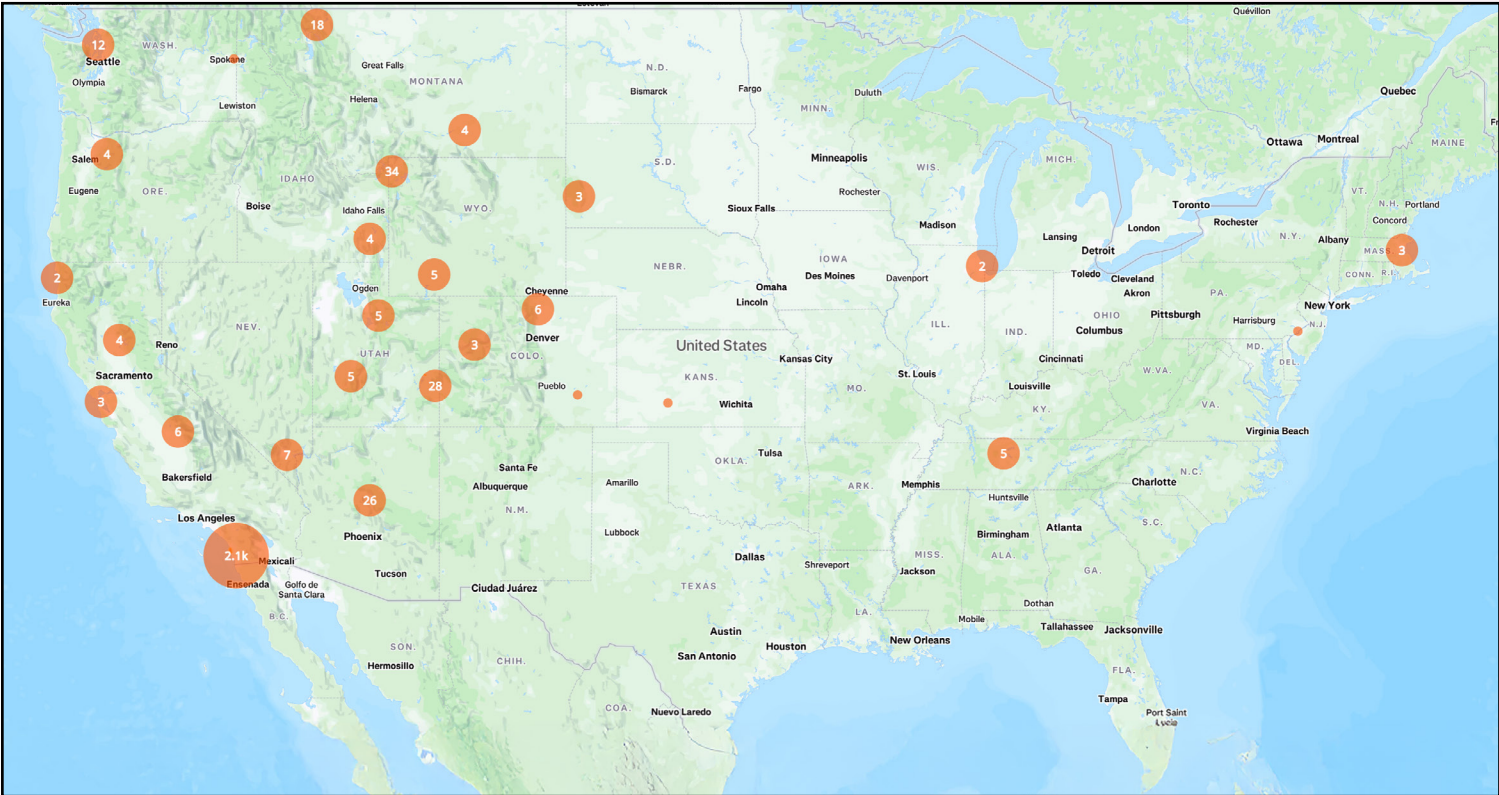 Quévillon
18
12
WASH.
Seattle
Spokane
Great Falls
Olympia
MONTANA
N.D.
Bismarck
Fargo
Duluth
Quebec
Helena
Lewiston
MINN.
4
Ottawa
Montreal
MAINE
Salem
4
Minneapolis
WIS.
MICH.
S.D.
34
IDAHO
Eugene
ORE.
Rochester
VT.
3
Boise
Idaho Falls
WYO.
Sioux Falls
Toronto
N.H.
Portland
Madison
London
Rochester
Concord
4
Lansing
Detroit
N.Y.
Albany
MASS.
3
IOWA
NEBR.
2
5
Des Moines
Davenport
2
Toledo
Cleveland
CONN.
R.I.
Ogden
Cheyenne
Omaha
Akron
PA.
Eureka
Lincoln
6
5
Pittsburgh
Harrisburg
New York
N.J.
NEV.
ILL.
IND.
OHIO
Columbus
4
Reno
3
Denver
United States
MD.
UTAH
COLO.
Kansas City
Cincinnati
DEL.
Sacramento
5
28
Pueblo
KANS.
MO.
St. Louis
Louisville
W.VA.
3
Wichita
KY.
VA.
6
Virginia Beach
7
Tulsa
5
OKLA.
Santa Fe
Bakersfield
N.C.
Albuquerque
Amarillo
ARK.
Memphis
Charlotte
26
Huntsville
N.M.
Los Angeles
Phoenix
Lubbock
Birmingham
Atlanta
S.C.
2.1k
Mexicali
Dallas
Shreveport
MISS.
ALA.
GA.
Tucson
Jackson
Ensenada
Golfo de
Santa Clara
Ciudad Juárez
TEXAS
B.C.
LA.
Dothan
Mobile
Tallahassee
Jacksonville
Austin
New Orleans
SON.
Houston
San Antonio
CHIH.
Hermosillo
FLA.
Tampa
COA.
Nuevo Laredo
Port Saint
Lucie